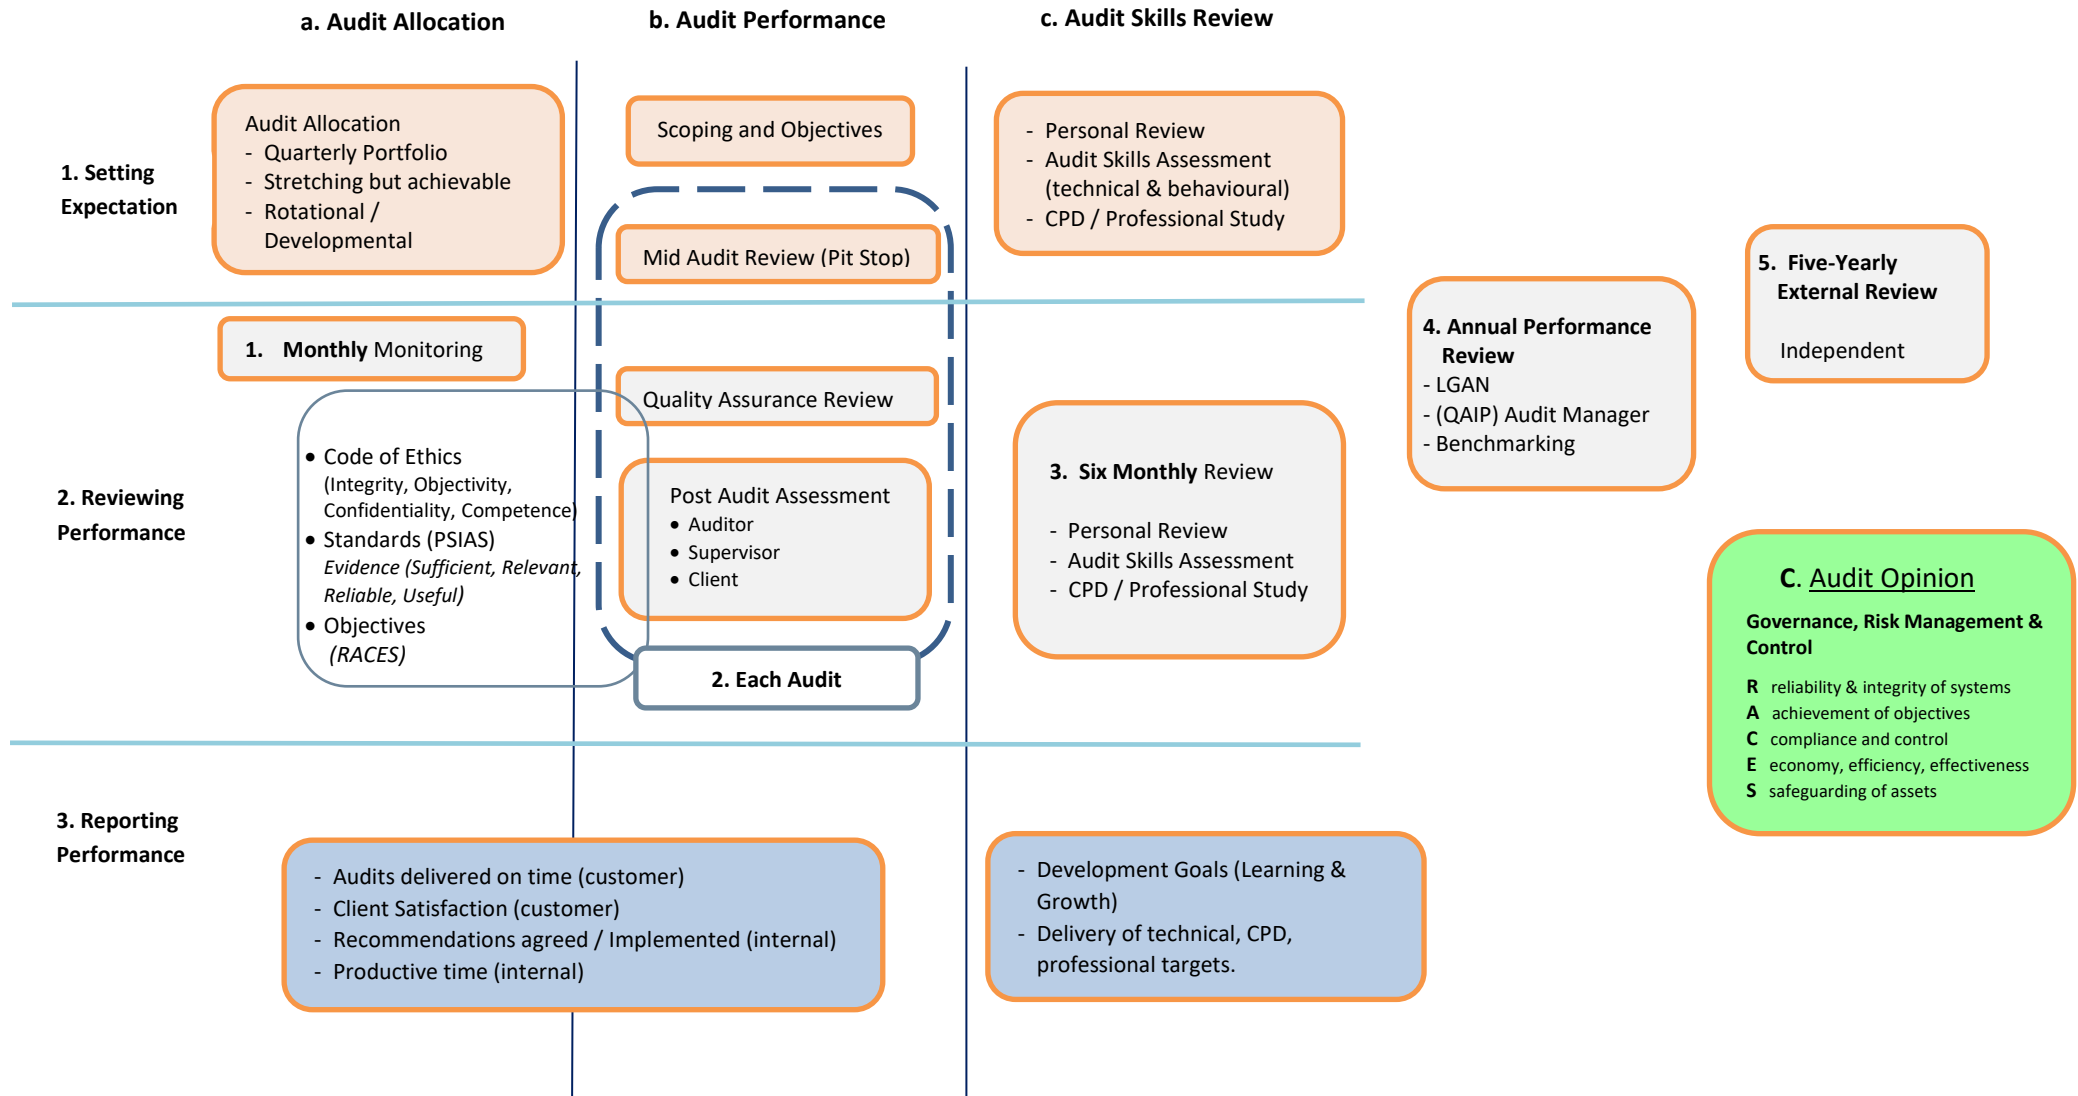 a. Audit Allocation
b. Audit Performance
c. Audit Skills Review
1. Setting
Expectation
Audit Allocation
- Quarterly Portfolio
- Stretching but achievable
- Rotational /
Developmental
Scoping and Objectives
Mid Audit Review (Pit Stop)
- Personal Review
- Audit Skills Assessment
(technical & behavioural)
- CPD / Professional Study
2. Reviewing
Performance
1. Monthly Monitoring
• Code of Ethics
(Integrity, Objectivity,
Confidentiality, Competence)
• Standards (PSIAS)
Evidence (Sufficient, Relevant,
Reliable, Useful)
• Objectives
(RACES)
Quality Assurance Review
Post Audit Assessment
• Auditor
• Supervisor
• Client
2. Each Audit
3. Six Monthly Review
- Personal Review
- Audit Skills Assessment
- CPD / Professional Study
4. Annual Performance
Review
- LGAN
- (QAIP) Audit Manager
- Benchmarking
5. Five-Yearly
External Review
Independent
C. Audit Opinion
Governance, Risk Management &
Control
R reliability & integrity of systems
A achievement of objectives
C compliance and control
E economy, efficiency, effectiveness
S safeguarding of assets
3. Reporting
Performance
- Audits delivered on time (customer)
- Client Satisfaction (customer)
- Recommendations agreed / Implemented (internal)
- Productive time (internal)
- Development Goals (Learning &
Growth)
- Delivery of technical, CPD,
professional targets.